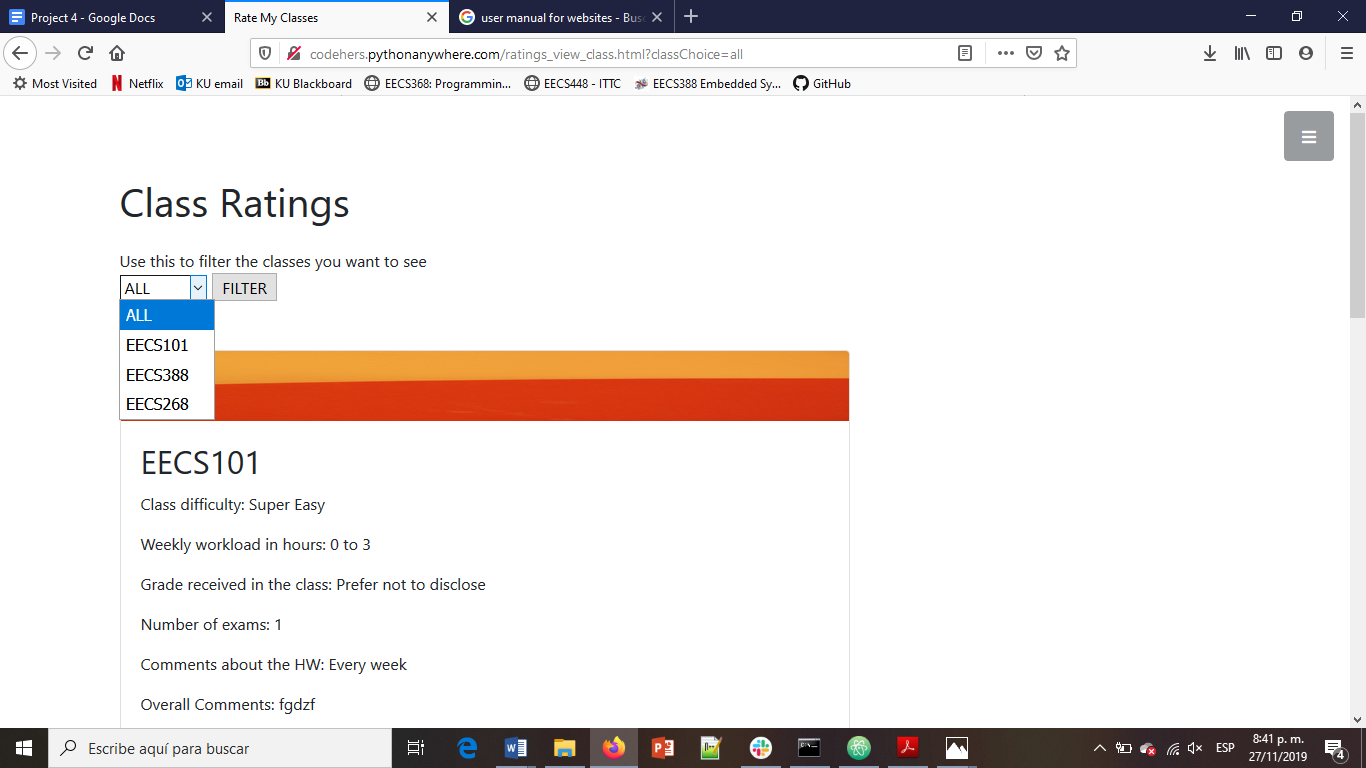 Project 4 - Google Docs
Rate My Classes
user manual for websites - Bus
codehers.pythonanywhere.com/ratings_view_class.html?classChoice=all
Most Visited
Netflix
KU email
Bb KU Blackboard
EECS368: Programmin...
EECS448 - ITTC
EECS388 Embedded Sy...
GitHub
Class Ratings
Use this to filter the classes you want to see
ALL FILTER
ALL
EECS101
EECS388
EECS268
EECS101
Class difficulty: Super Easy
Weekly workload in hours: 0 to 3
Grade received in the class: Prefer not to disclose
Number of exams: 1
Comments about the HW: Every week
Overall Comments: fgdzf
Escribe aquí para buscar
ESP
8:41 p. m.
27/11/2019
4